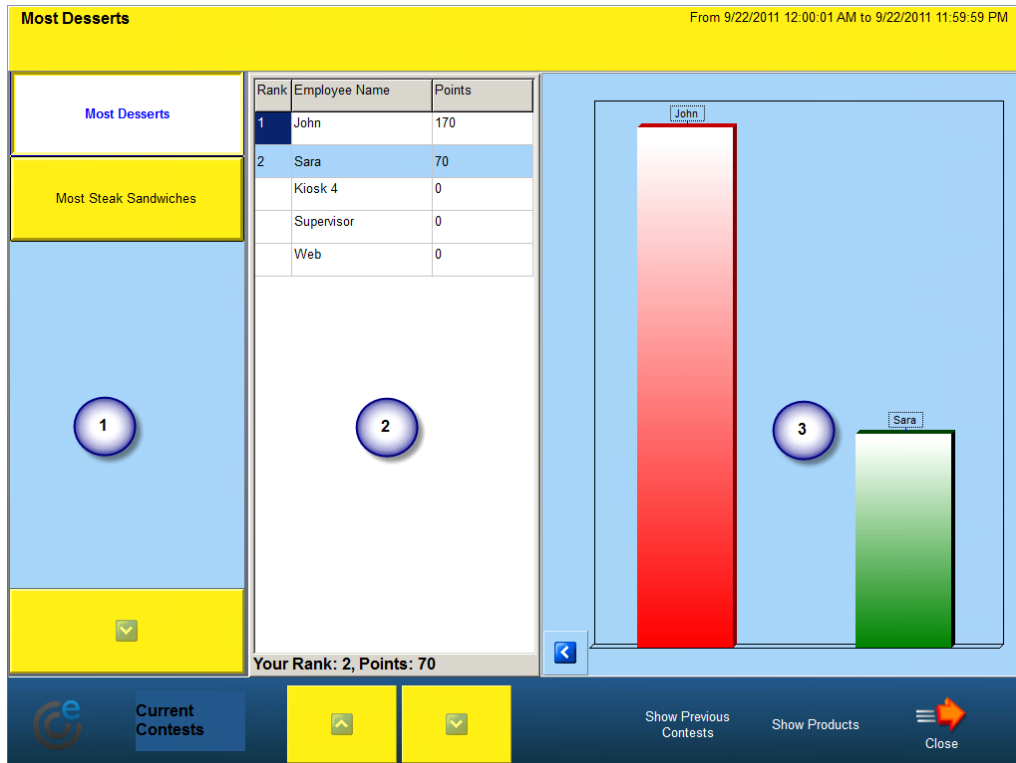 Most Desserts
From 9/22/2011 12:00:01 AM to 9/22/2011 11:59:59 PM
Most Desserts
Most Steak Sandwiches
1
Rank Employee Name Points
1 John 170
2 Sara 70
Kiosk 4 0
Supervisor 0
Web 0
2
Your Rank: 2, Points: 70
John
Sara
3
e
Current
Contests
Show Previous
Contests
Show Products
Close